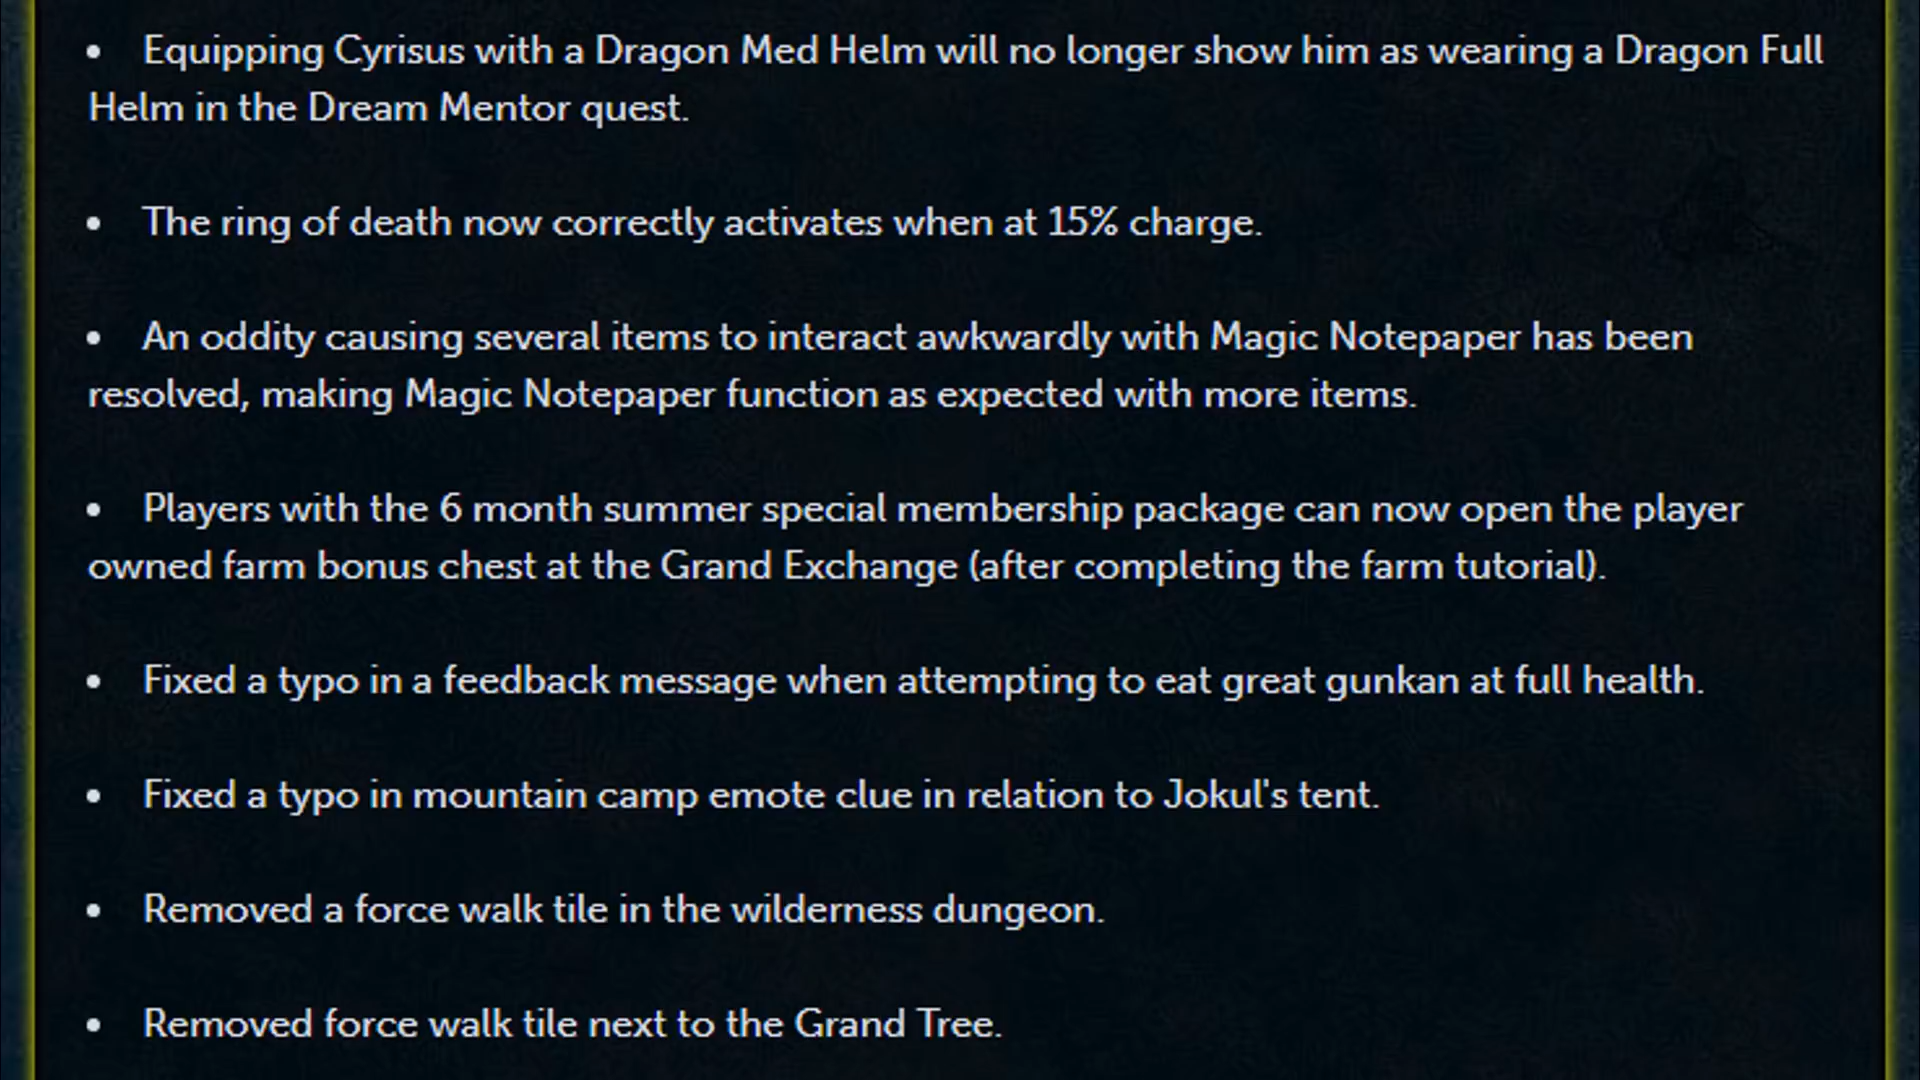 • Equipping Cyrisus with a Dragon Med Helm will no longer show him as wearing a Dragon Full
Helm in the Dream Mentor quest.
• The ring of death now correctly activates when at 15% charge.
• An oddity causing several items to interact awkwardly with Magic Notepaper has been
resolved, making Magic Notepaper function as expected with more items.
• Players with the 6 month summer special membership package can now open the player
owned farm bonus chest at the Grand Exchange (after completing the farm tutorial).
• Fixed a typo in a feedback message when attempting to eat great gunkan at full health.
• Fixed a typo in mountain camp emote clue in relation to Jokul's tent.
• Removed a force walk tile in the wilderness dungeon.
• Removed force walk tile next to the Grand Tree.